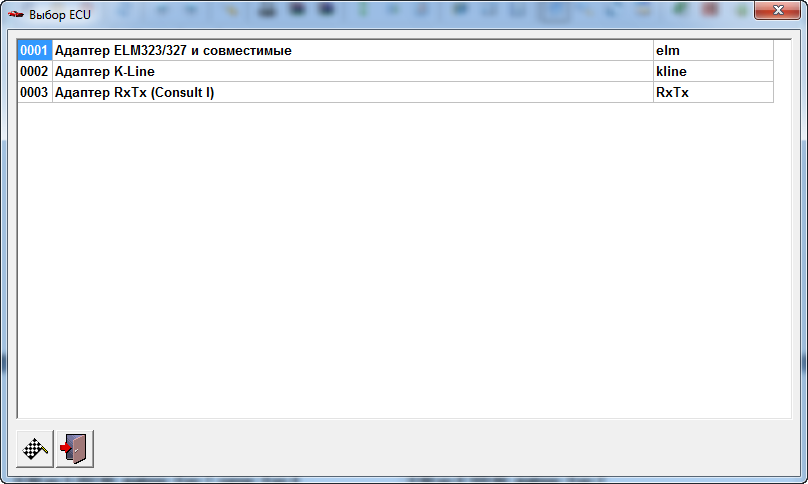 Выбор ECU
0001 Адаптер ELM323/327 и совместимые elm
0002 Адаптер K-Line kline
0003 Адаптер RxTx (Consult I) RxTx